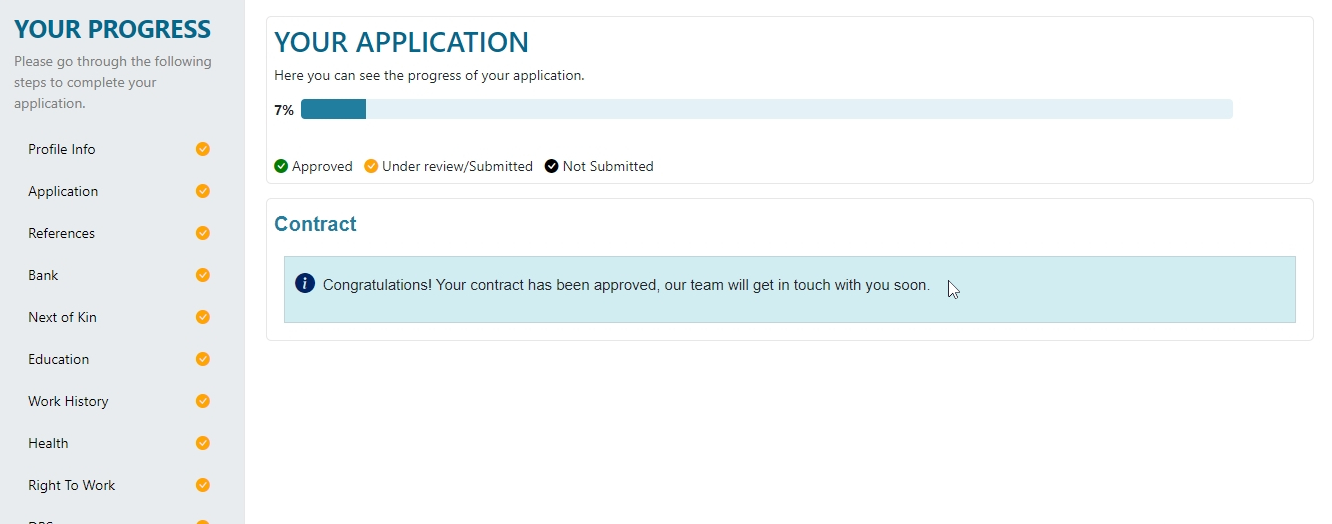 YOUR PROGRESS
Please go through the following
steps to complete your
application.
Profile Info
Application
References
Bank
Next of Kin
Education
Work History
Health
Right To Work
YOUR APPLICATION
Here you can see the progress of your application.
7%
Approved Under review/Submitted Not Submitted
Contract
Congratulations! Your contract has been approved, our team will get in touch with you soon.